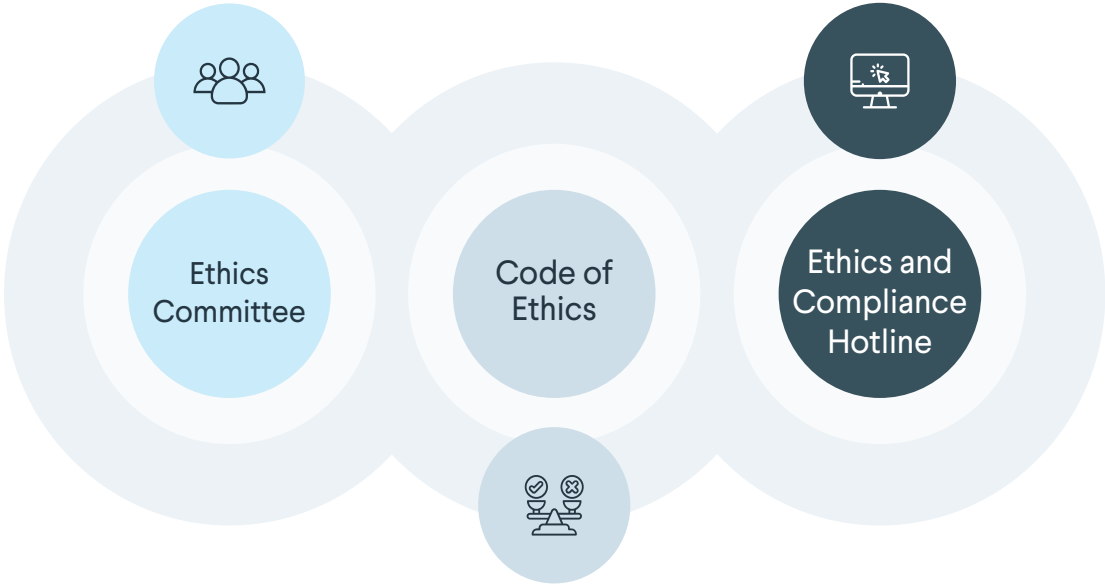 Ethics
Committee
Code of
Ethics
Ethics and
Compliance
Hotline